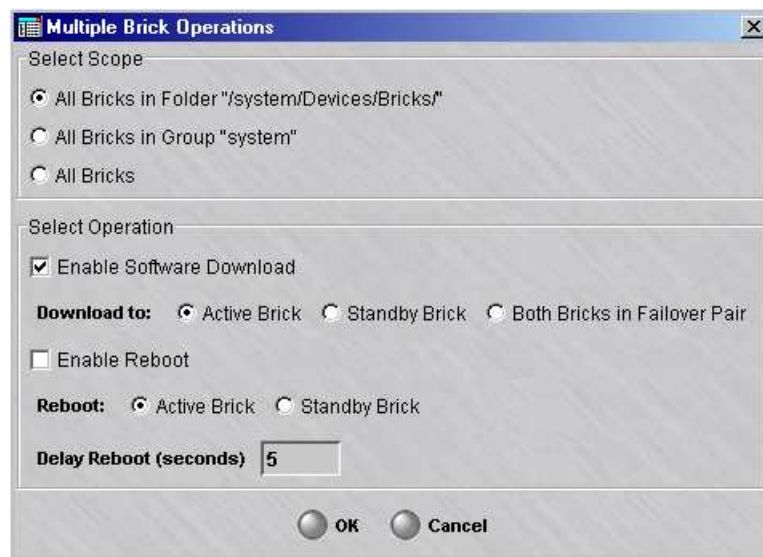 Multiple Brick Operations
Select Scope
All Bricks in Folder "/system/Devices/Bricks/"
All Bricks in Group "system"
All Bricks
Select Operation
Enable Software Download
Download to: Active Brick Standby Brick Both Bricks in Failover Pair
Enable Reboot
Reboot: Active Brick Standby Brick
Delay Reboot (seconds) 5
OK Cancel